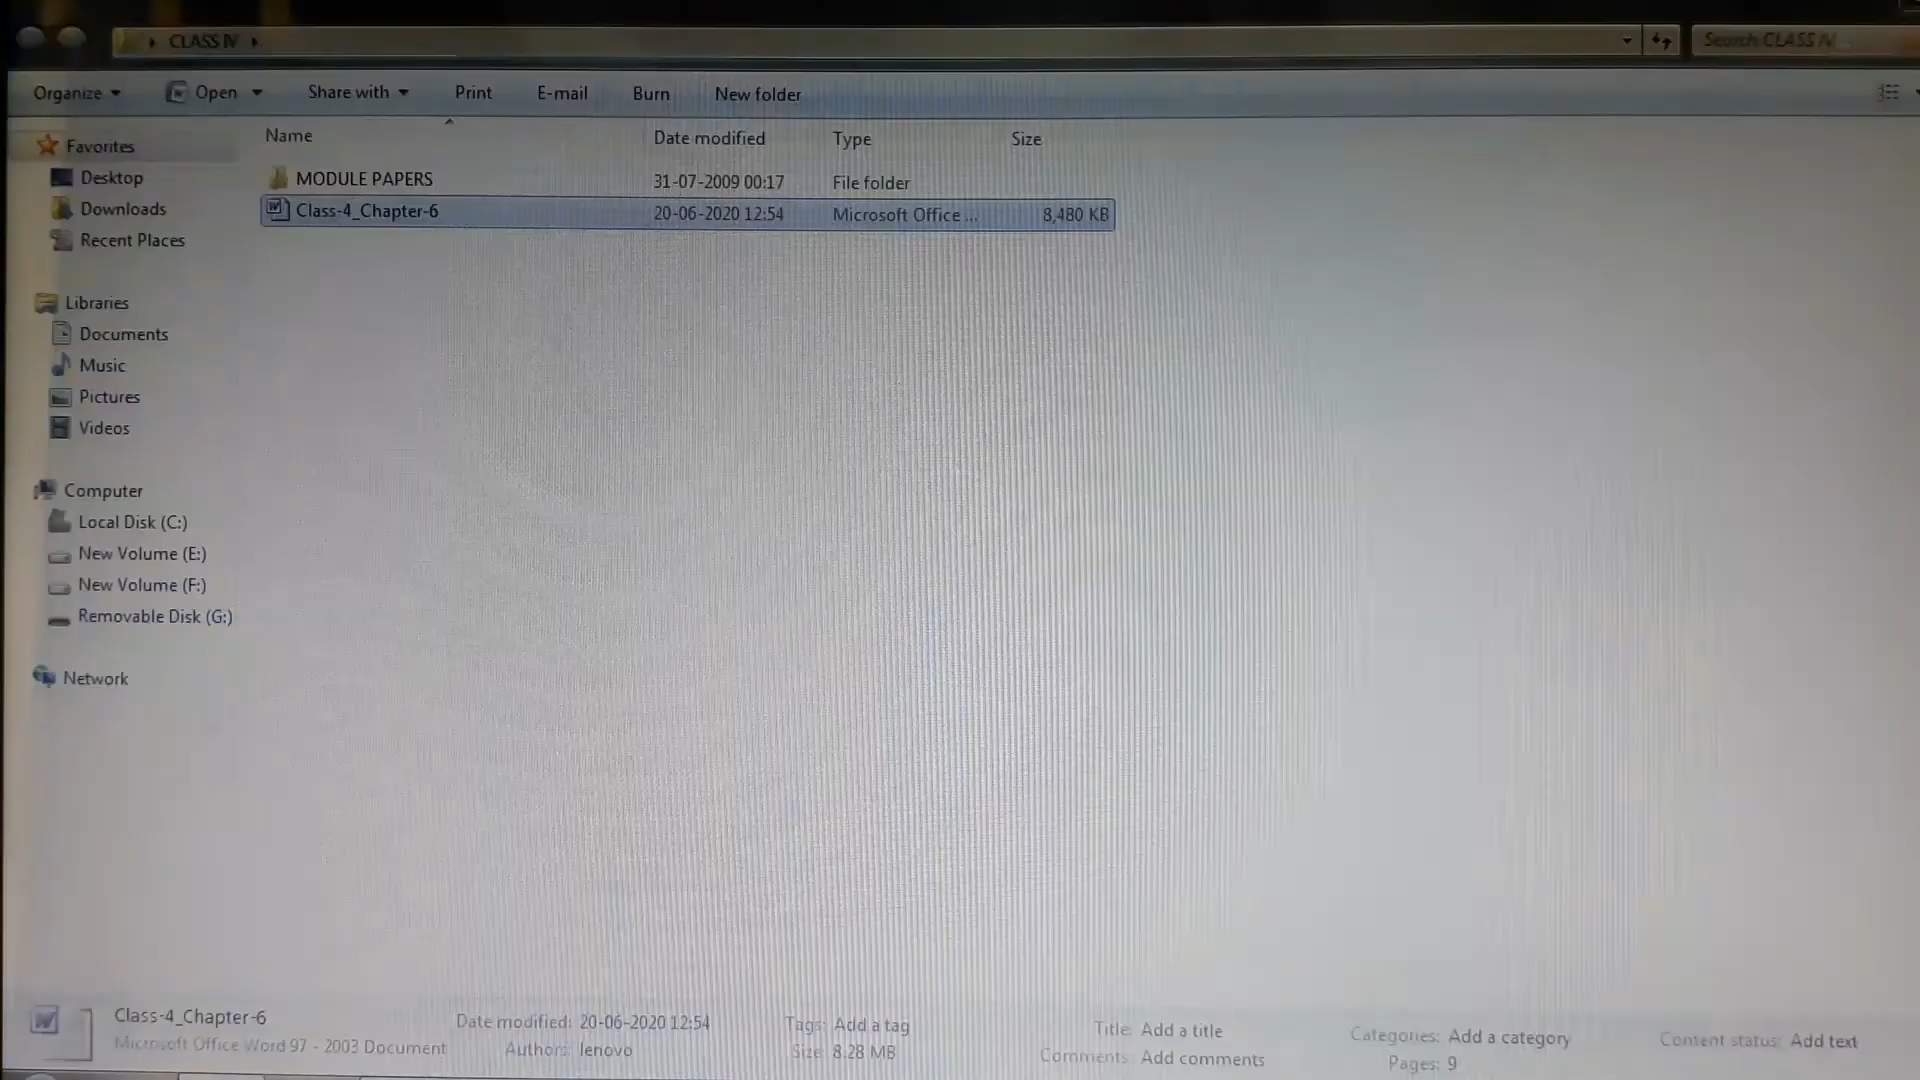 CLASS IV
Search CLASS IV
Organize Open Share with Print E-mail Burn New folder
Name Date modified Type Size
Favorites
Desktop
Downloads
Recent Places
Libraries
Documents
Music
Pictures
Videos
Computer
Local Disk (C:)
New Volume (E:)
New Volume (F:)
Removable Disk (G:)
Network
MODULE PAPERS 31-07-2009 00:17 File folder
Class-4_Chapter-6 20-06-2020 12:54 Microsoft Office ... 8,480 KB
Class-4_Chapter-6 Date modified: 20-06-2020 12:54 Tags: Add a tag Title: Add a title Categories: Add a category Content status: Add text
Microsoft Office Word 97 - 2003 Document Authors: lenovo Size: 8.28 MB Comments: Add comments Pages: 9